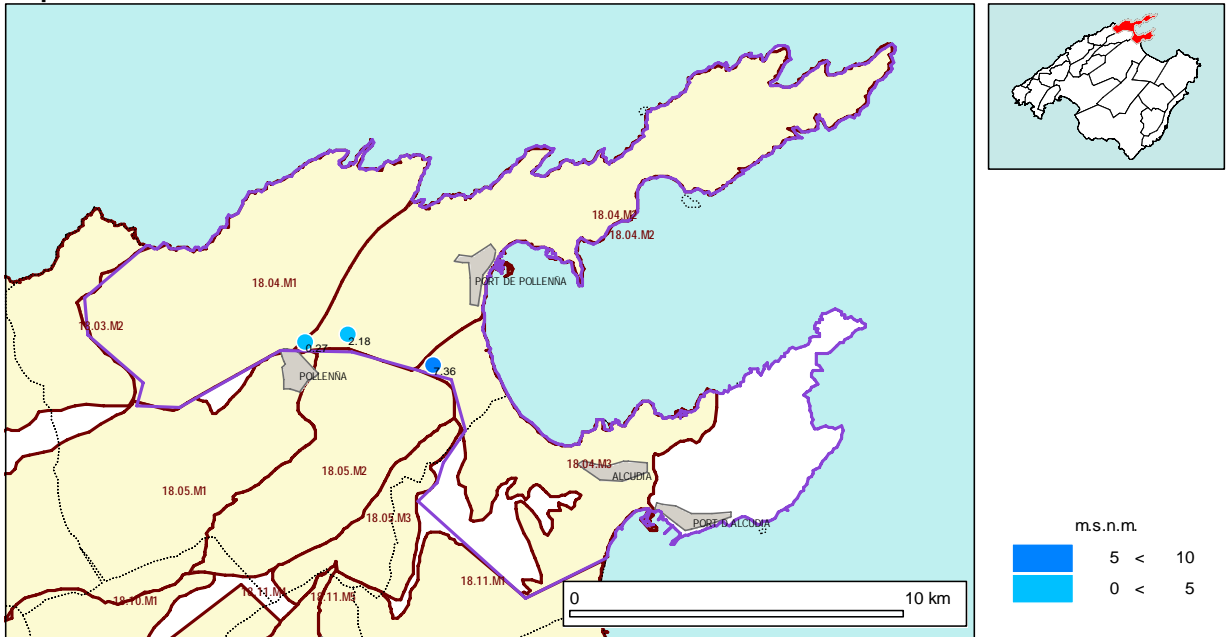 18.04.M2
18.04.M2
18.04.M1
PORT DE POLLENÑA
18.03.M2
0.27
2.18
7.36
POLLENÑA
18.05.M2
18.04.M3
ALCUDIA
18.05.M1
18.05.M3
PORT D.ALCUDIA
18.11.M1
18.10.M1
18.11.M4
18.11.M5
0 10 km
m.s.n.m.
5 < 10
0 < 5